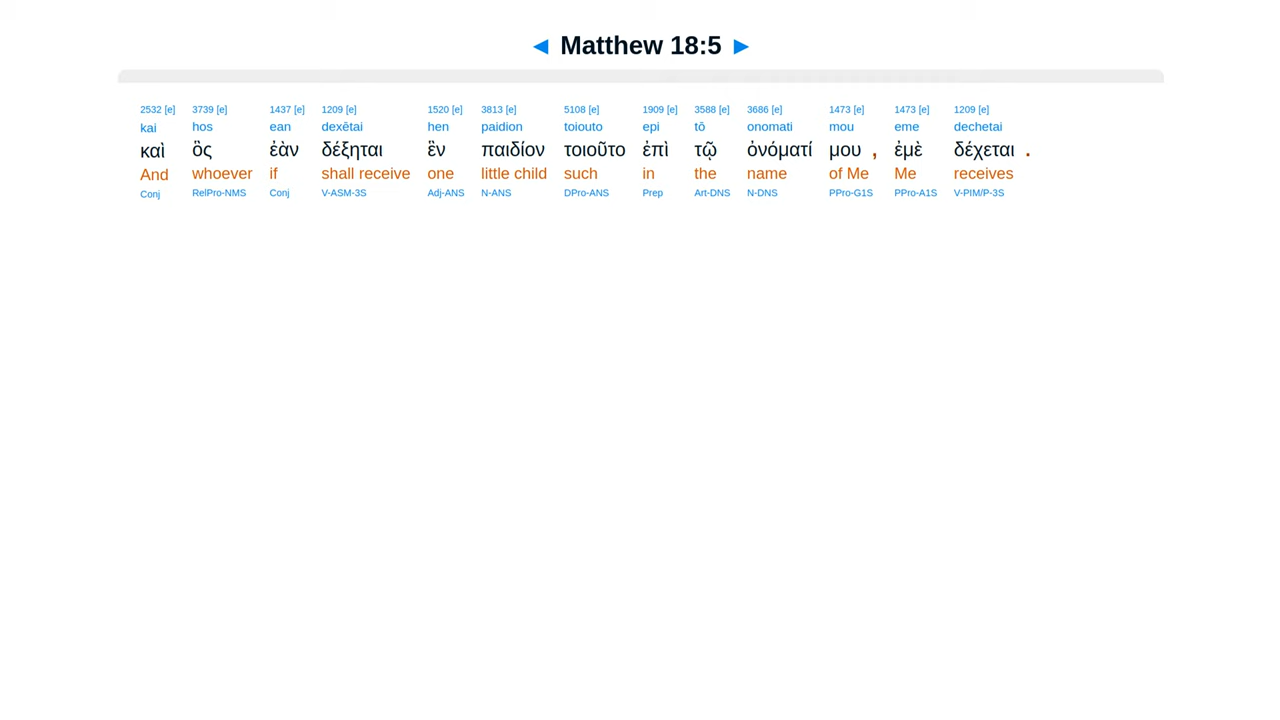 ◄ Matthew 18:5 ►
2532 [e] 3739 [e] 1437 [e] 1209 [e] 1520 [e] 3813 [e] 5108 [e] 1909 [e] 3588 [e] 3686 [e] 1473 [e] 1473 [e] 1209 [e]
kai hos ean dexētai hen paidion toiouto epi tō onomati mou eme dechetai
καὶ ὃς ἐὰν δέξηται ἓν παιδίον τοιοῦτο ἐπὶ τῷ ὀνόματί μου , ἐμὲ δέχεται .
And whoever if shall receive one little child such in the name of Me Me receives
Conj RelPro-NMS Conj V-ASM-3S Adj-ANS N-ANS DPro-ANS Prep Art-DNS N-DNS PPro-G1S PPro-A1S V-PIM/P-3S